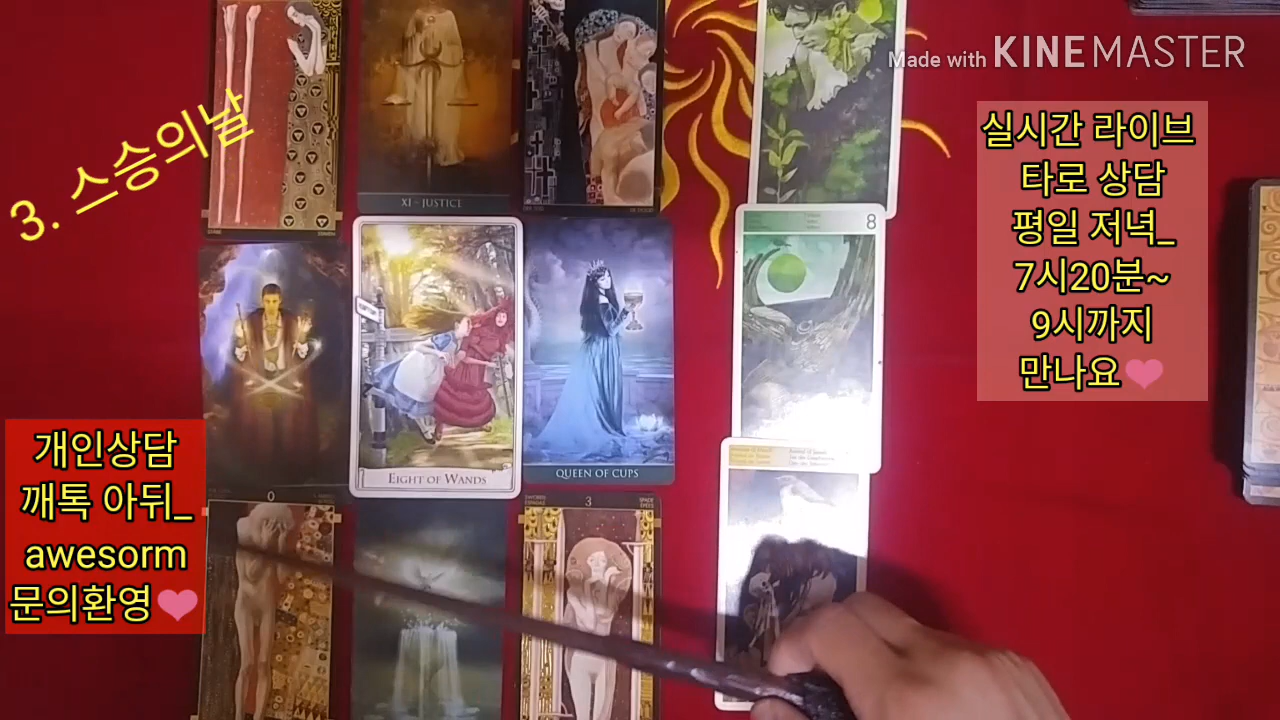 Made with KINEMASTER
3. 스승의날
실시간 라이브
타로 상담
평일 저녁_
7시20분~
9시까지
만나요❤
개인상담
깨톡 아뒤_
awesorm
문의환영❤
XI - JUSTICE
8
EIGHT OF WANDS
QUEEN OF CUPS
0
3